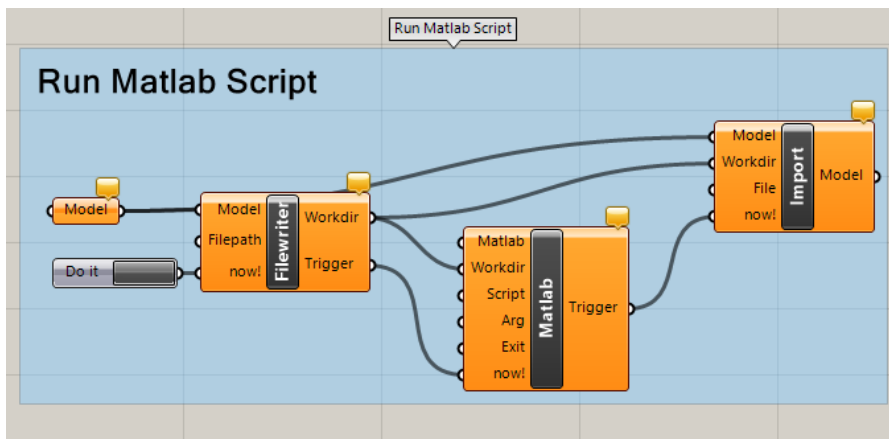 Run Matlab Script
Run Matlab Script
Model
Do it
Model
Filepath
now!
Filewriter
Workdir
Trigger
Matlab
Workdir
Script
Arg
Exit
now!
Matlab
Trigger
Model
Workdir
File
now!
Import
Model